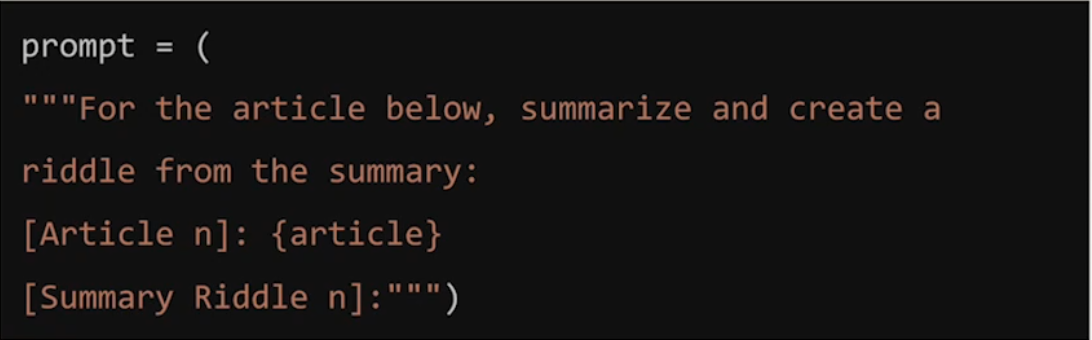 prompt = (
"""For the article below, summarize and create a
riddle from the summary:
[Article n]: {article}
[Summary Riddle n]:""")